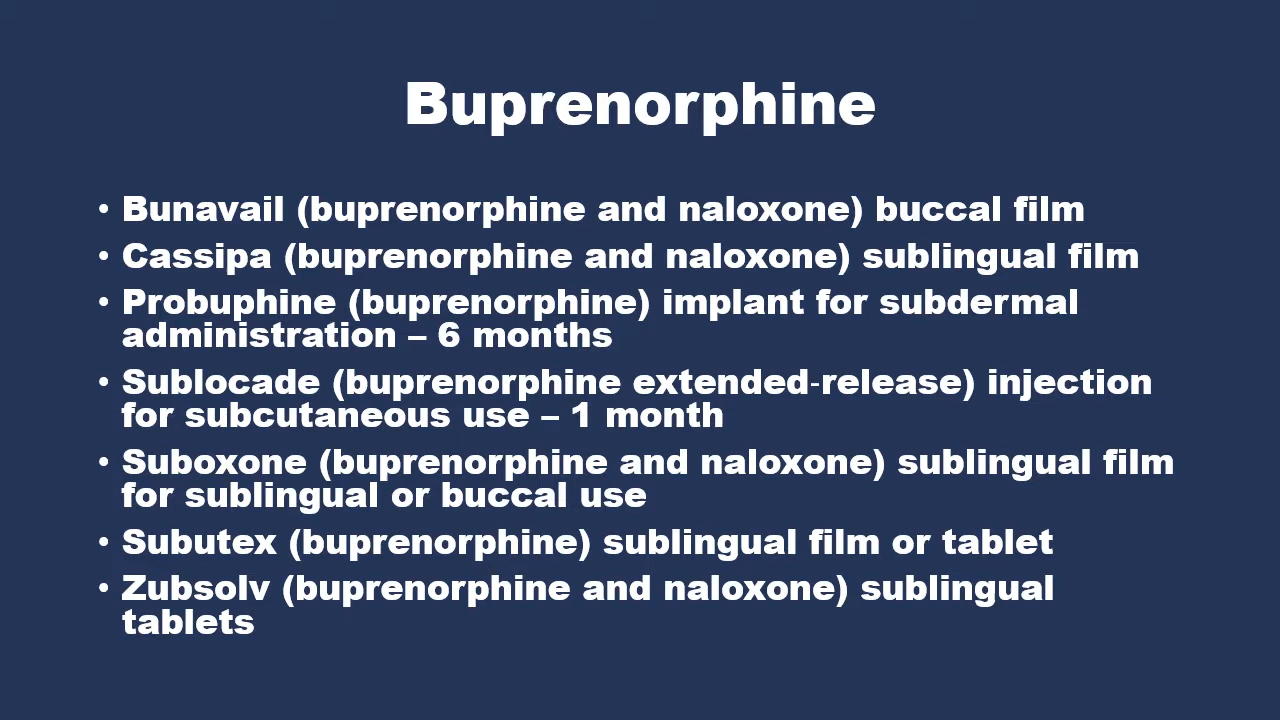 Buprenorphine
• Bunavail (buprenorphine and naloxone) buccal film
• Cassipa (buprenorphine and naloxone) sublingual film
• Probuphine (buprenorphine) implant for subdermal
administration – 6 months
• Sublocade (buprenorphine extended-release) injection
for subcutaneous use – 1 month
• Suboxone (buprenorphine and naloxone) sublingual film
for sublingual or buccal use
• Subutex (buprenorphine) sublingual film or tablet
• Zubsolv (buprenorphine and naloxone) sublingual
tablets